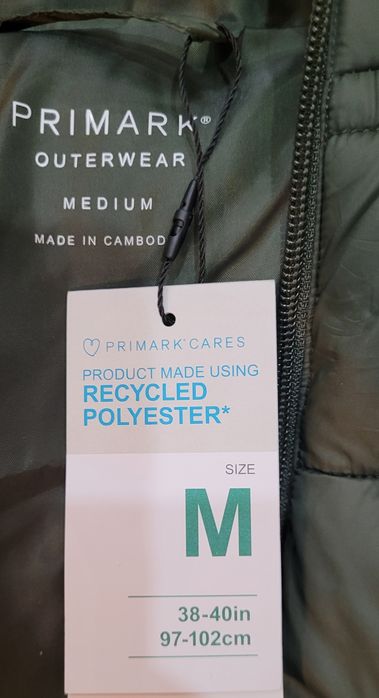 PRIMARK®
OUTERWEAR
MEDIUM
MADE IN CAMBOD
PRIMARK® CARES
PRODUCT MADE USING
RECYCLED
POLYESTER*
SIZE
M
38-40in
97-102cm